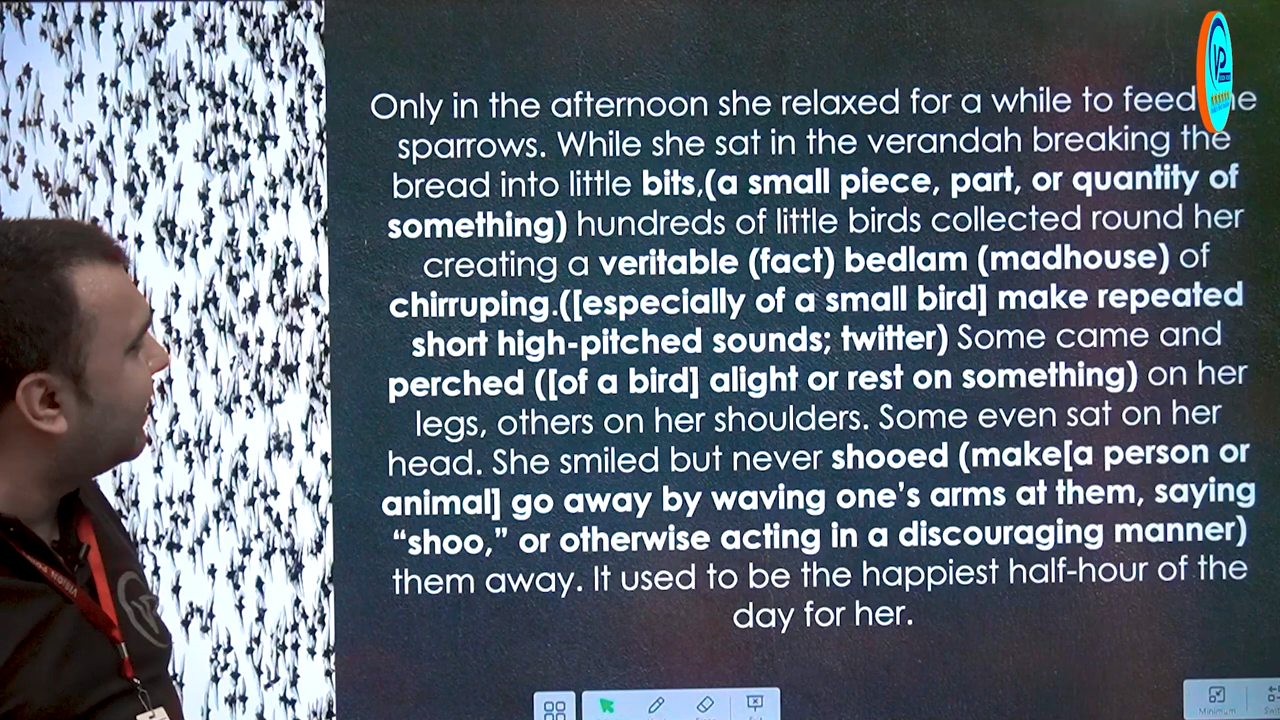 Only in the afternoon she relaxed for a while to feed
sparrows. While she sat in the verandah breaking the
bread into little bits,(a small piece, part, or quantity of
something) hundreds of little birds collected round her
creating a veritable (fact) bedlam (madhouse) of
chirruping.([especially of a small bird] make repeated
short high-pitched sounds; twitter) Some came and
perched ([of a bird] alight or rest on something) on her
legs, others on her shoulders. Some even sat on her
head. She smiled but never shooed (make[a person or
animal] go away by waving one's arms at them, saying
“shoo,” or otherwise acting in a discouraging manner)
them away. It used to be the happiest half-hour of the
day for her.
VP
Minimum